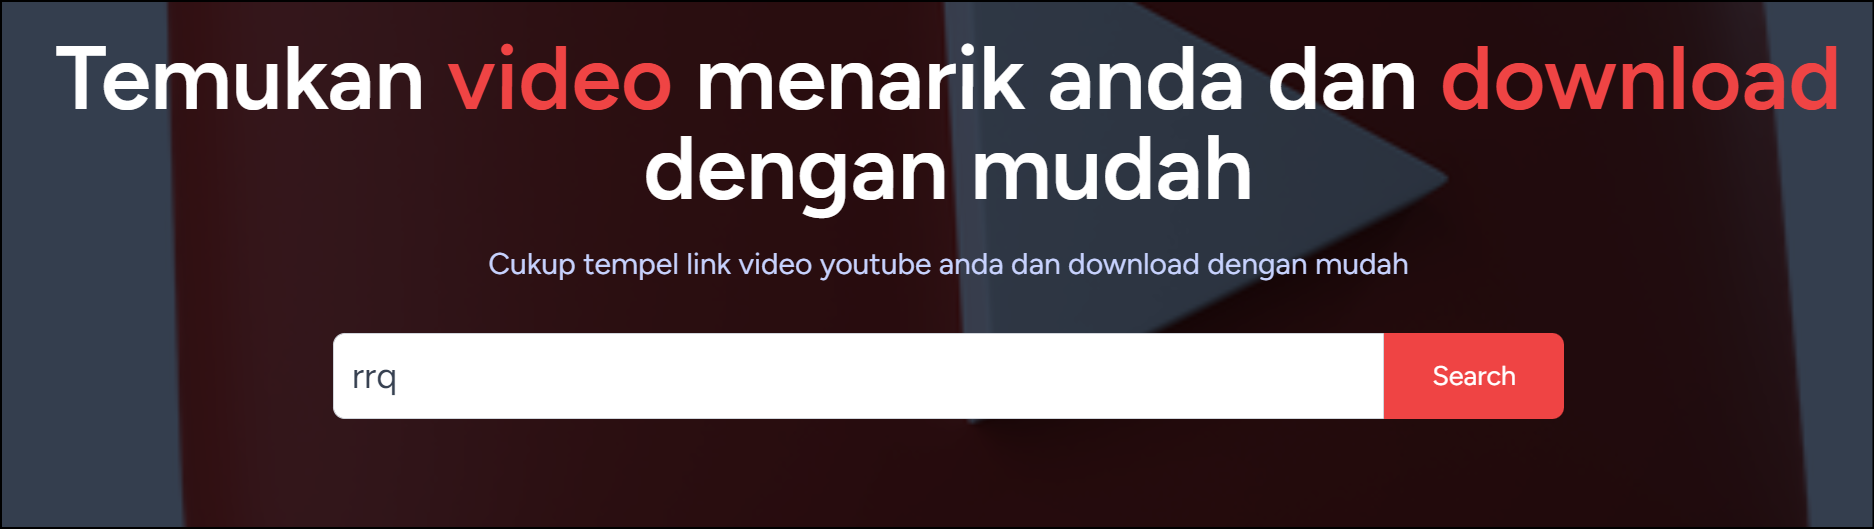 Temukan video menarik anda dan download
dengan mudah
Cukup tempel link video youtube anda dan download dengan mudah
rrq
Search